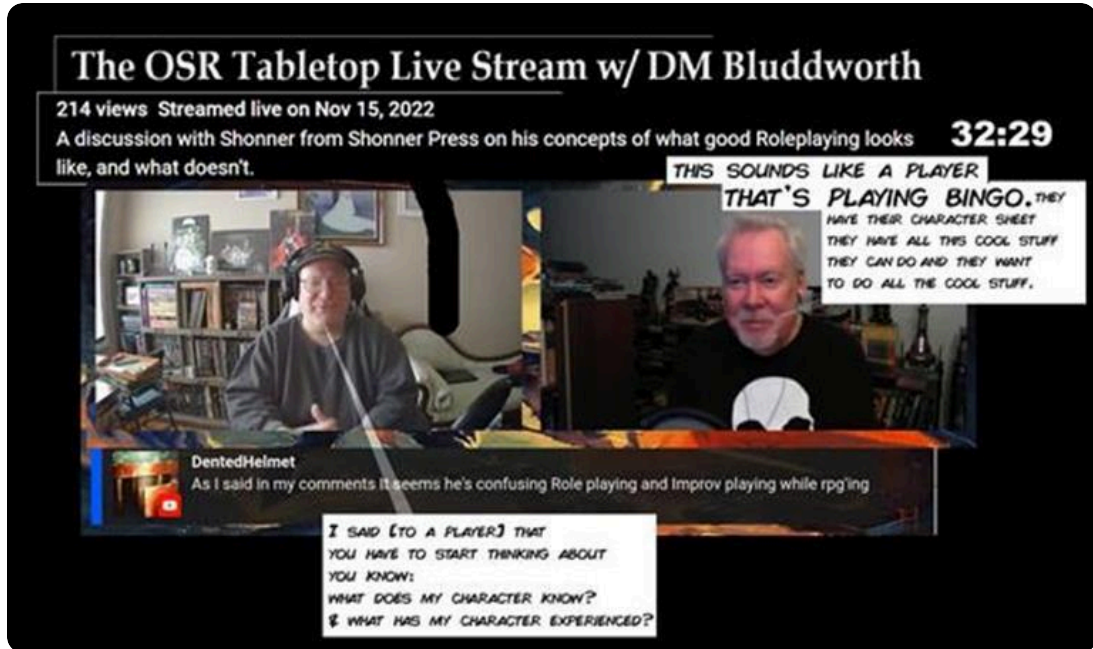 The OSR Tabletop Live Stream w/ DM Bluddworth
214 views Streamed live on Nov 15, 2022
A discussion with Shonner from Shonner Press on his concepts of what good Roleplaying looks
like, and what doesn't.
32:29
THIS SOUNDS LIKE A PLAYER
THAT'S PLAYING BINGO. THEY
HAVE THEIR CHARACTER SHEET
THEY HAVE ALL THIS COOL STUFF
THEY CAN DO AND THEY WANT
TO DO ALL THE COOL STUFF.
DentedHelmet
As I said in my comments It seems he's confusing Role playing and Improv playing while rpg'ing
I SAID [TO A PLAYER] THAT
YOU HAVE TO START THINKING ABOUT
YOU KNOW:
WHAT DOES MY CHARACTER KNOW?
& WHAT HAS MY CHARACTER EXPERIENCED?